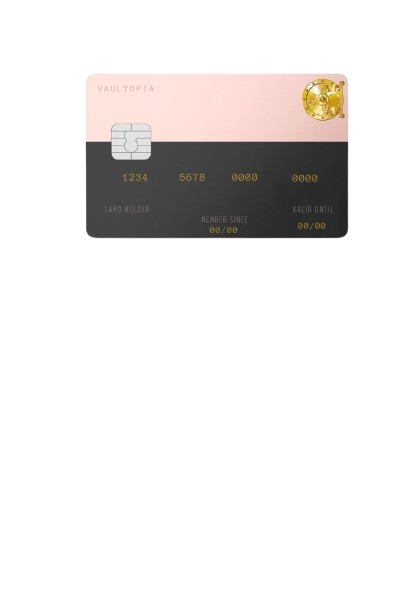 VAULTOPIA
1234 5678 0000 0000
CARD HOLDER
VALID UNTIL
MEMBER SINCE
00/00
00/00